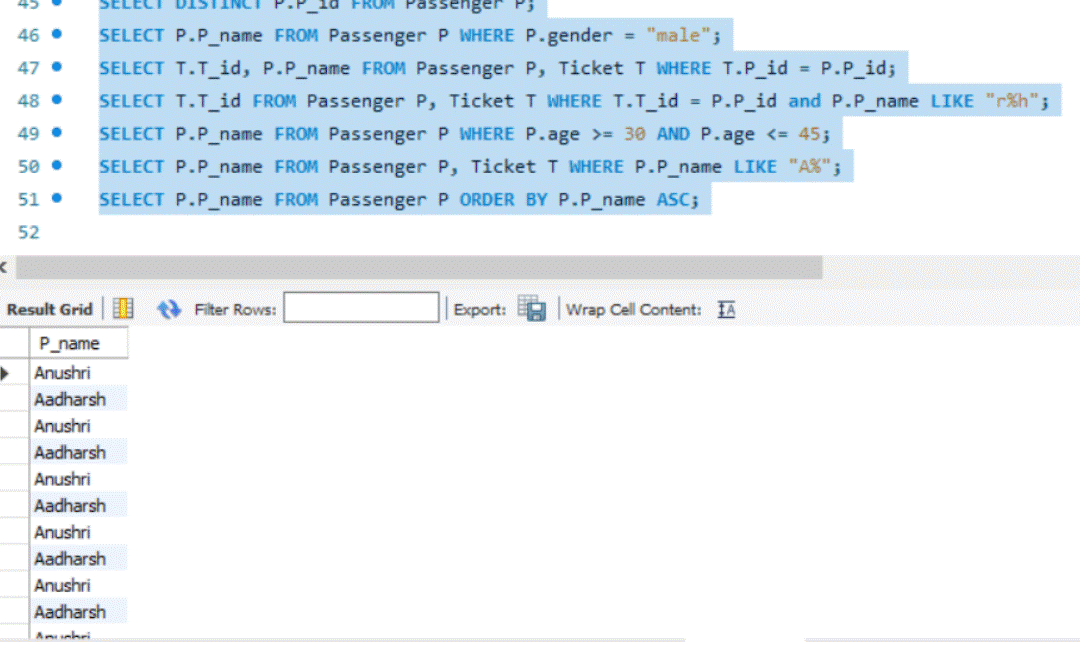 45 SELECT DISTINCT P.P_id FROM Passenger P;
46 SELECT P.P_name FROM Passenger P WHERE P.gender = "male";
47 SELECT T.T_id, P.P_name FROM Passenger P, Ticket T WHERE T.P_id = P.P_id;
48 SELECT T.T_id FROM Passenger P, Ticket T WHERE T.T_id = P.P_id and P.P_name LIKE "r%h";
49 SELECT P.P_name FROM Passenger P WHERE P.age >= 30 AND P.age <= 45;
50 SELECT P.P_name FROM Passenger P, Ticket T WHERE P.P_name LIKE "A%";
51 SELECT P.P_name FROM Passenger P ORDER BY P.P_name ASC;
52
Result Grid Filter Rows: Export: Wrap Cell Content: IA
P_name
Anushri
Aadharsh
Anushri
Aadharsh
Anushri
Aadharsh
Anushri
Aadharsh
Anushri
Aadharsh
Anushri